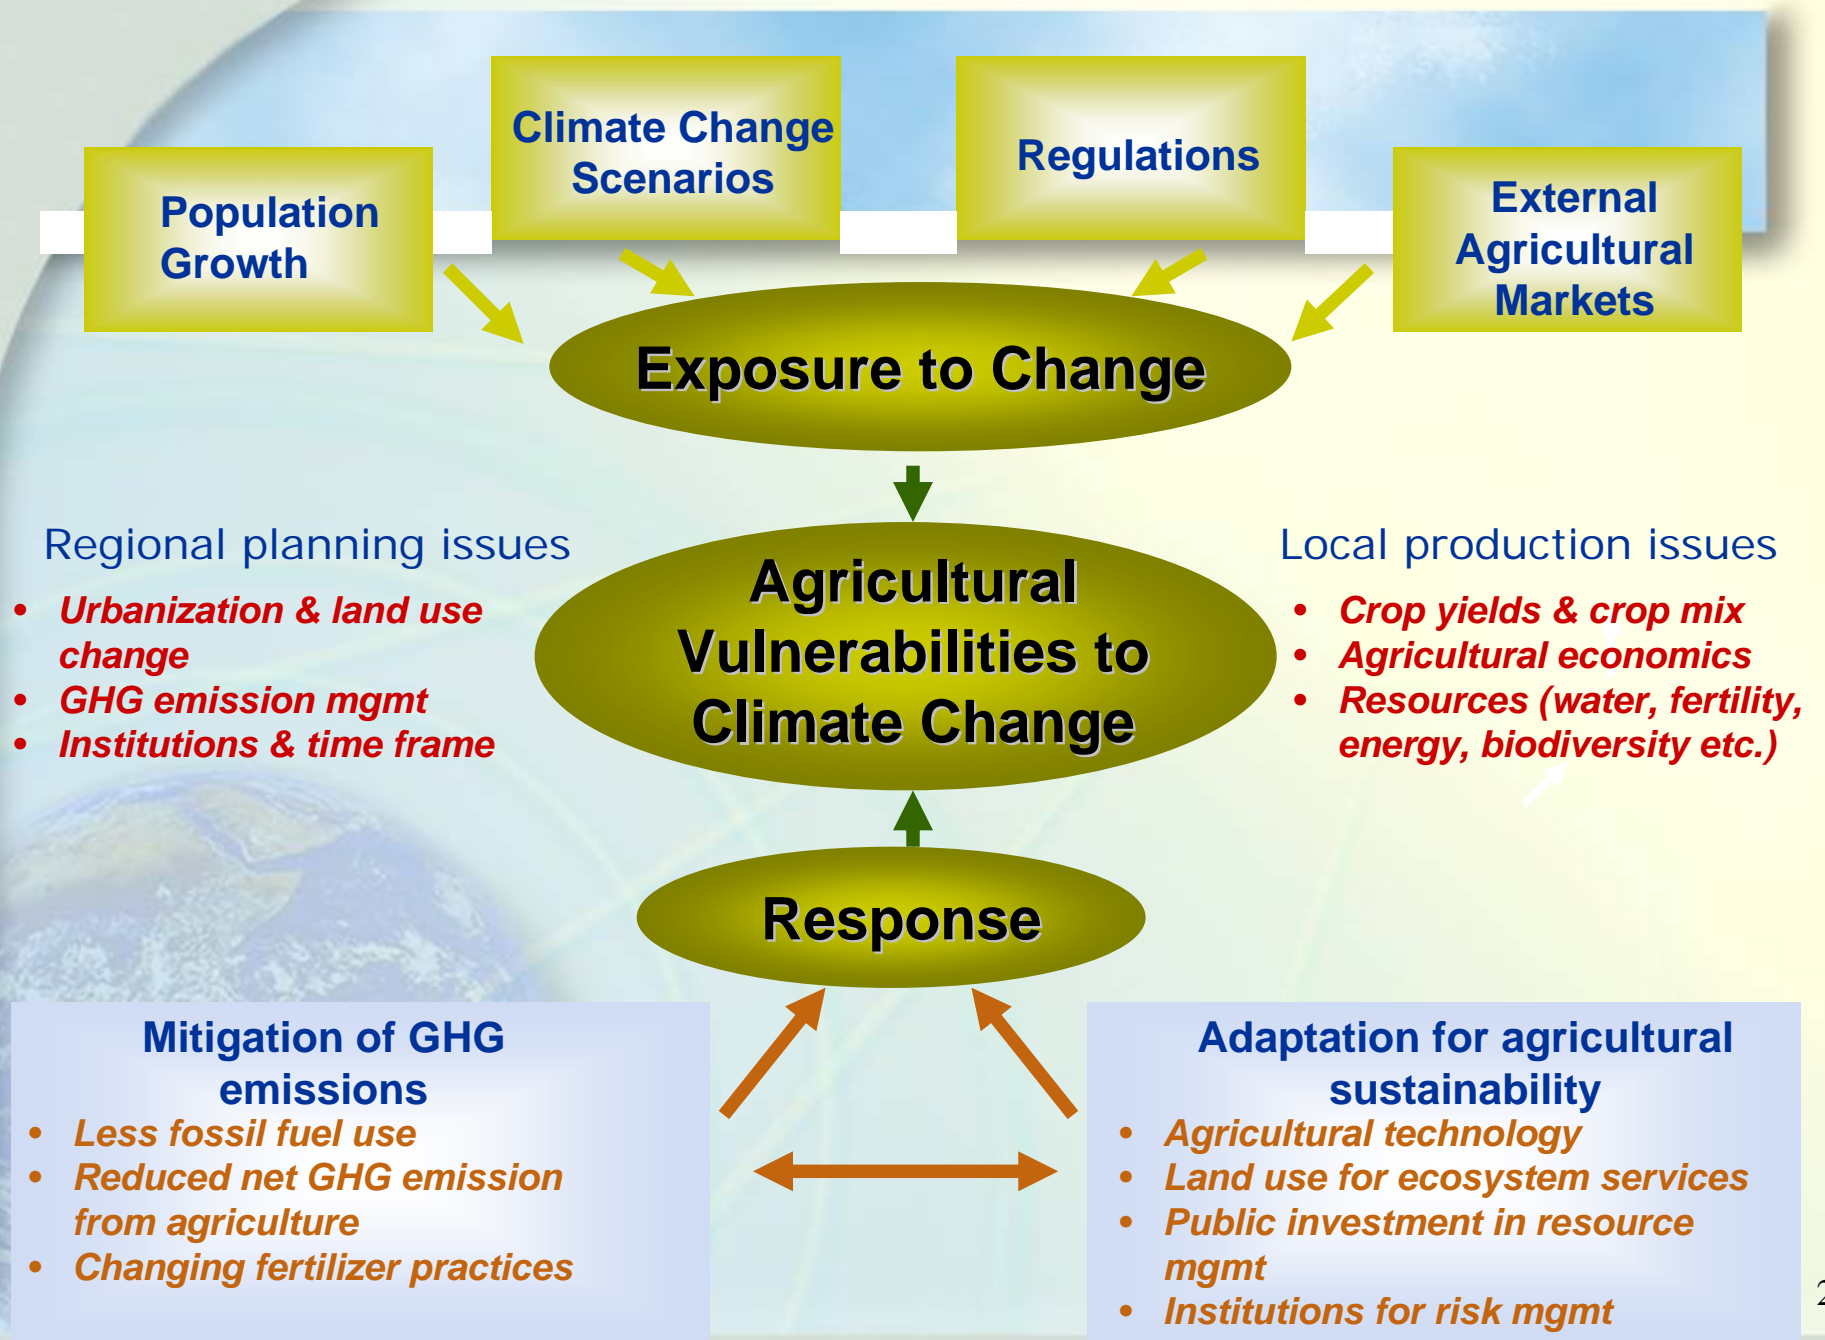 Climate Change
Scenarios
Regulations
Population
Growth
External
Agricultural
Markets
Exposure to Change
Regional planning issues
• Urbanization & land use
change
• GHG emission mgmt
• Institutions & time frame
Agricultural
Vulnerabilities to
Climate Change
Local production issues
• Crop yields & crop mix
• Agricultural economics
• Resources (water, fertility,
energy, biodiversity etc.)
Response
Mitigation of GHG
emissions
• Less fossil fuel use
• Reduced net GHG emission
from agriculture
• Changing fertilizer practices
Adaptation for agricultural
sustainability
• Agricultural technology
• Land use for ecosystem services
• Public investment in resource
mgmt
• Institutions for risk mgmt